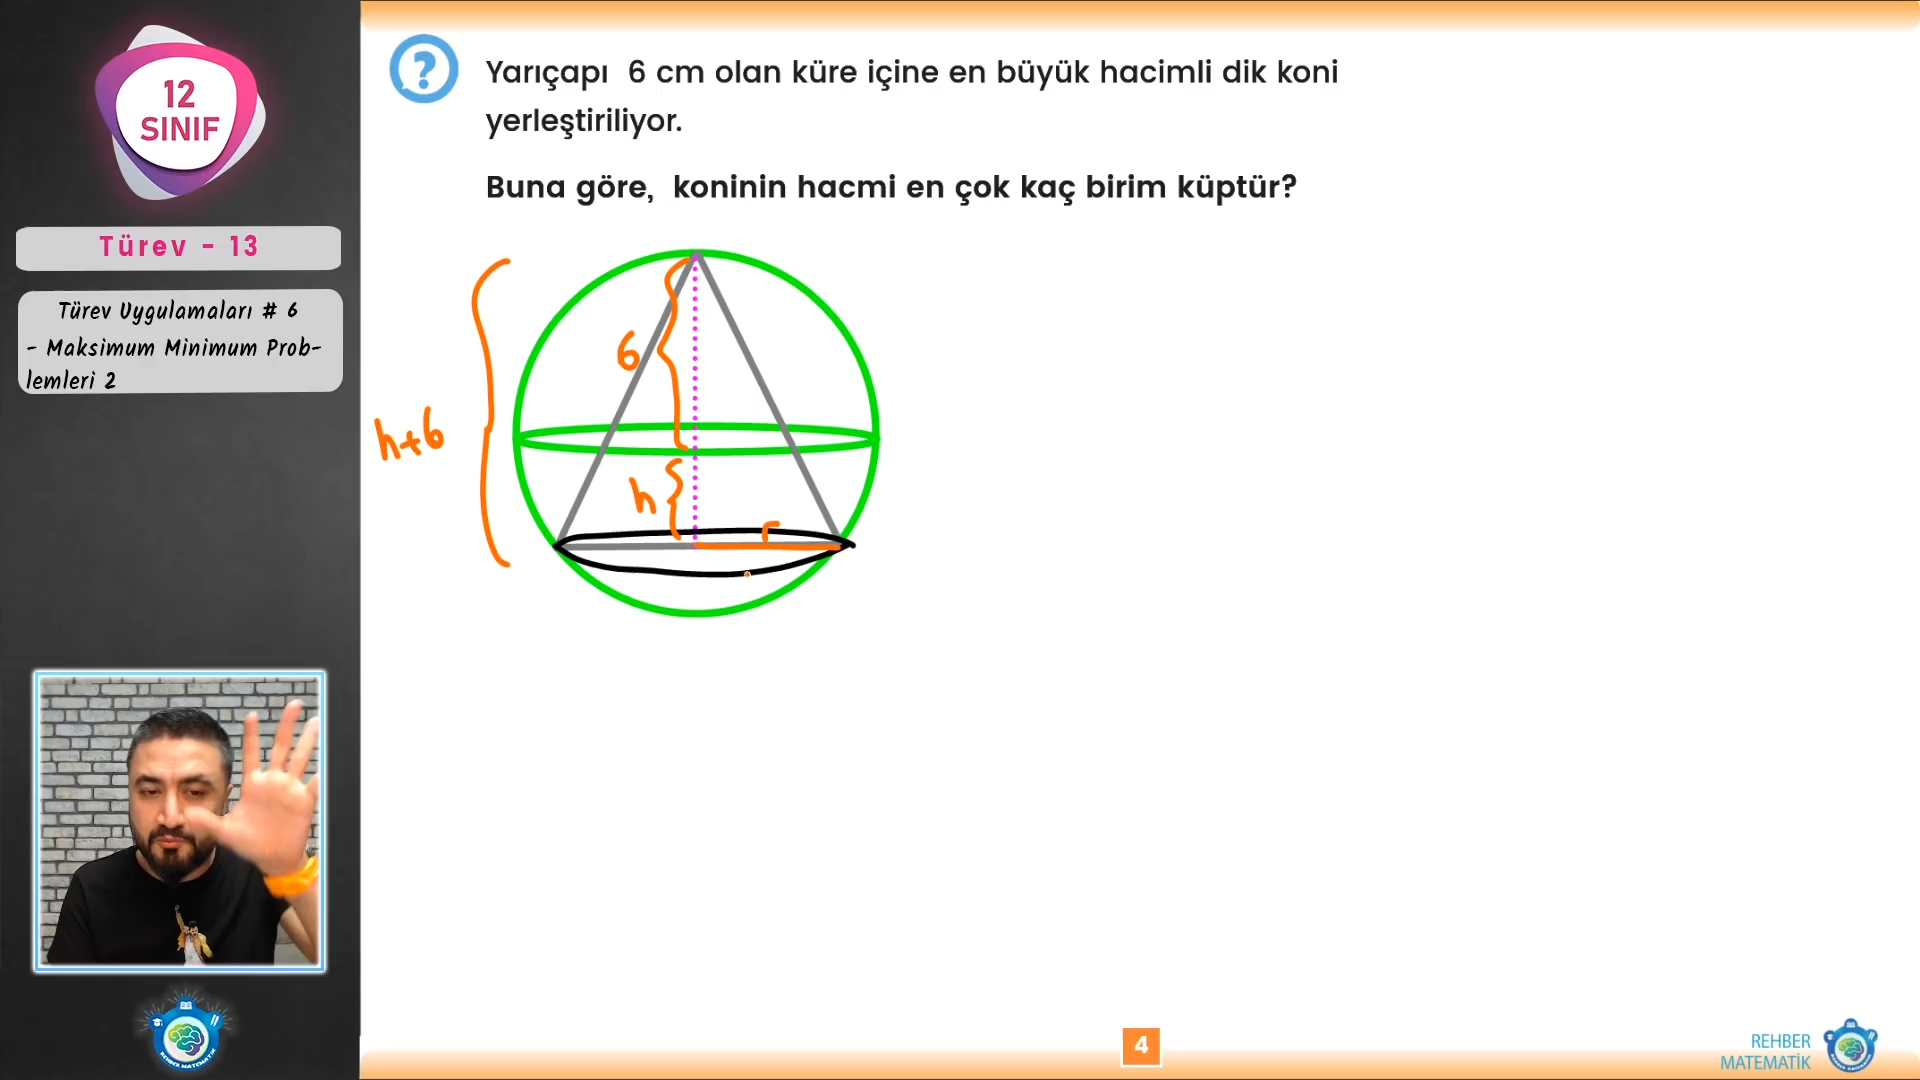 12
SINIF
Türev - 13
Türev Uygulamaları # 6
- Maksimum Minimum Prob-
lemleri 2
Yarıçapı 6 cm olan küre içine en büyük hacimli dik koni
yerleştiriliyor.
Buna göre, koninin hacmi en çok kaç birim küptür?
6
h+6
h
r
4
REHBER
MATEMATİK
REHBER MATEMATİK